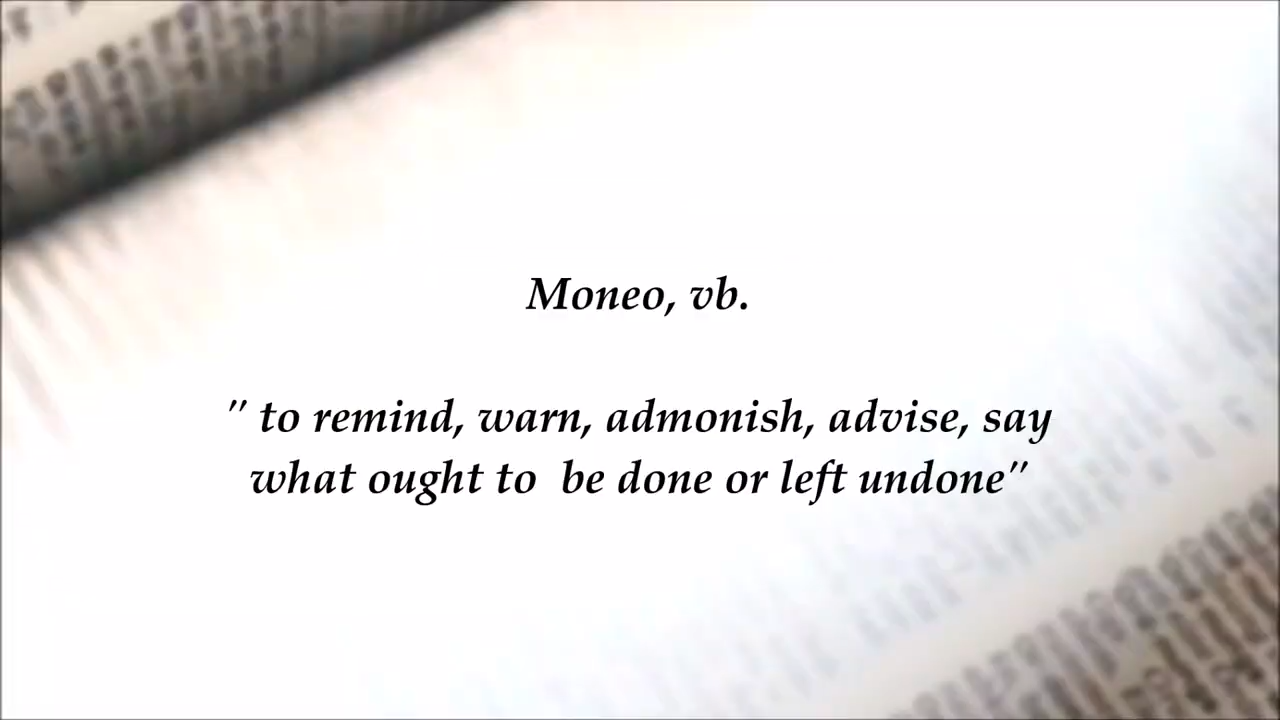 Moneo, vb.
" to remind, warn, admonish, advise, say
what ought to  be done or left undone"